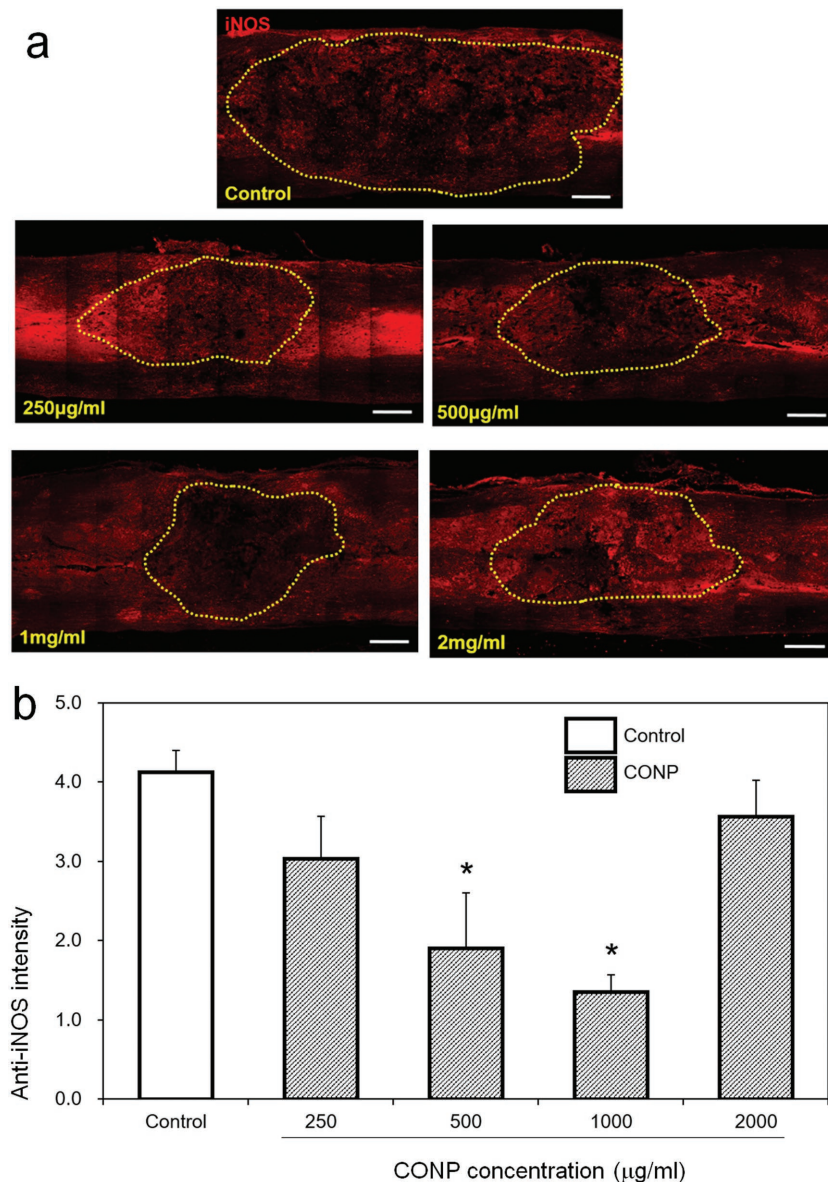 a
iNOS
Control
250µg/ml
500µg/ml
1mg/ml
2mg/ml
b
5.0
4.0
3.0
2.0
1.0
0.0
Anti-iNOS intensity
Control
CONP
*
*
Control 250 500 1000 2000
CONP concentration (µg/ml)